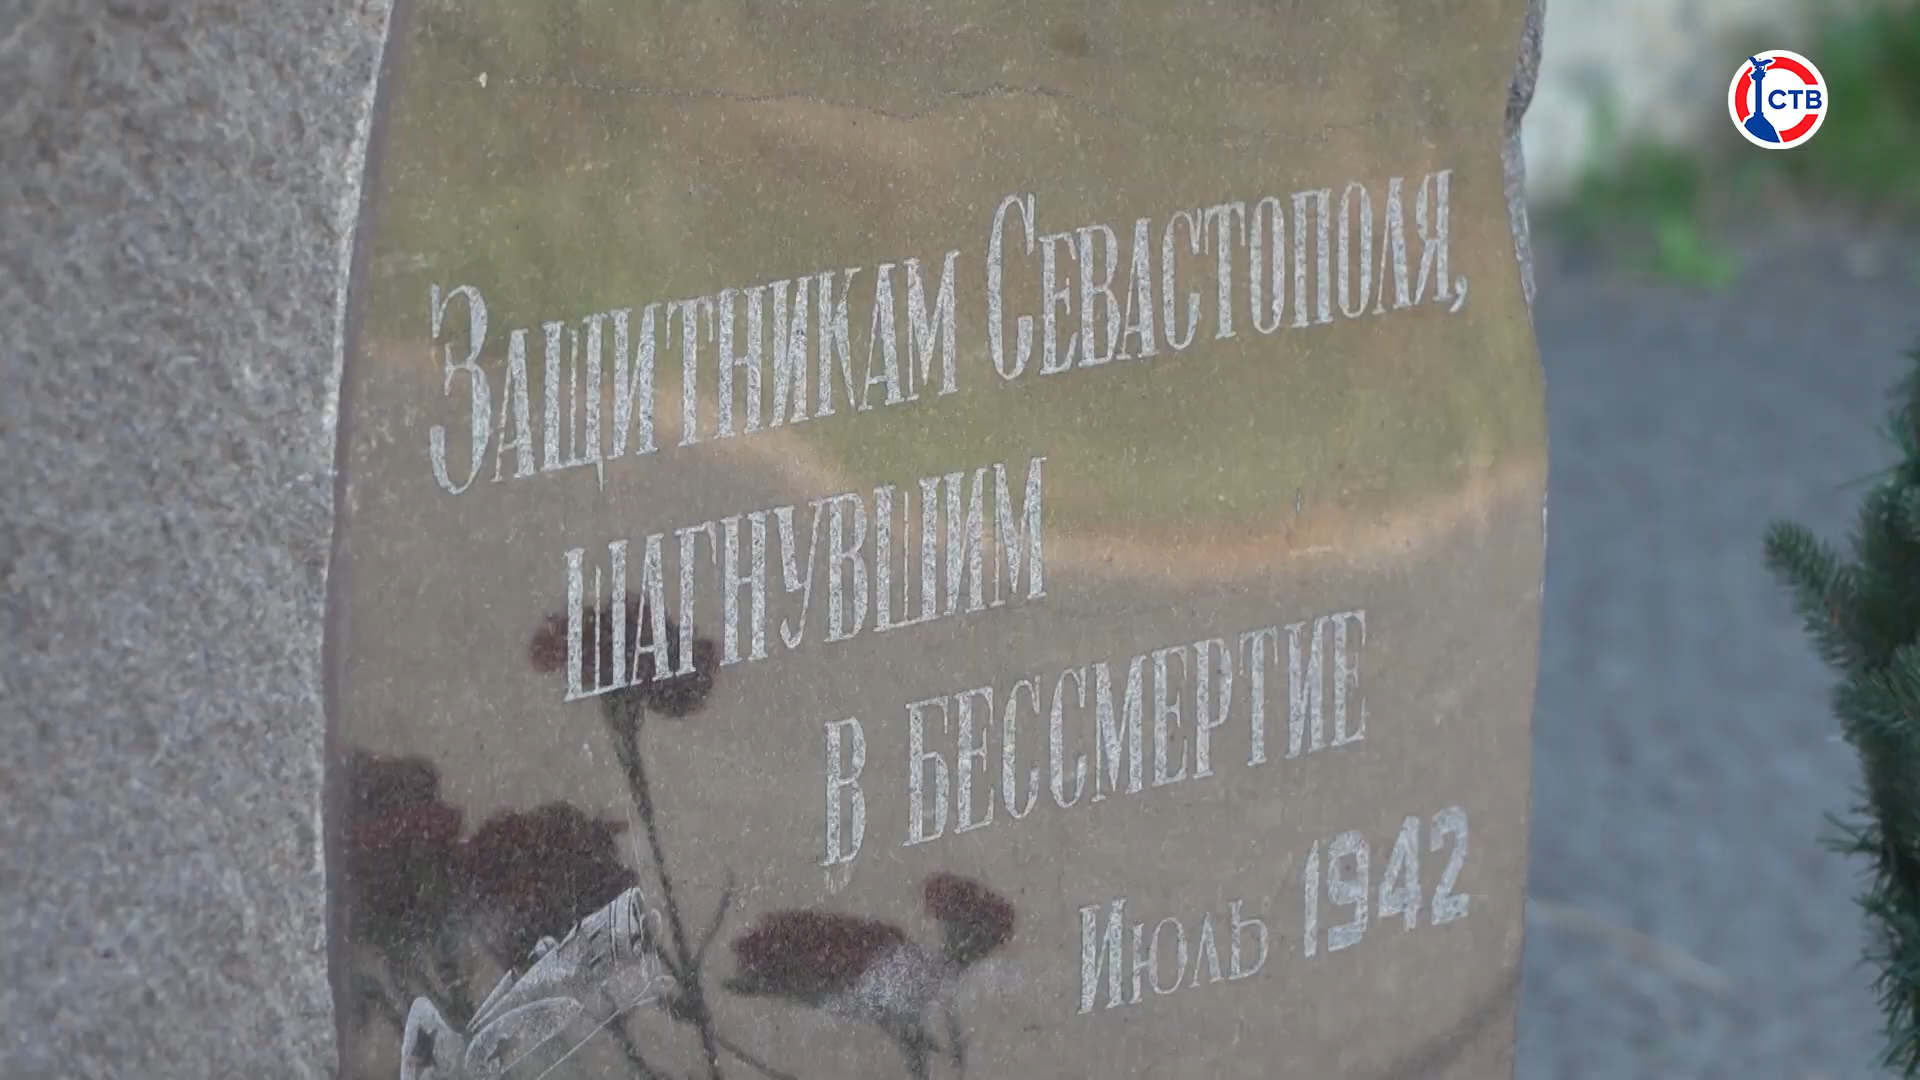 СТВ
Защитникам Севастополя,
шагнувшим
в бессмертие
Июль 1942